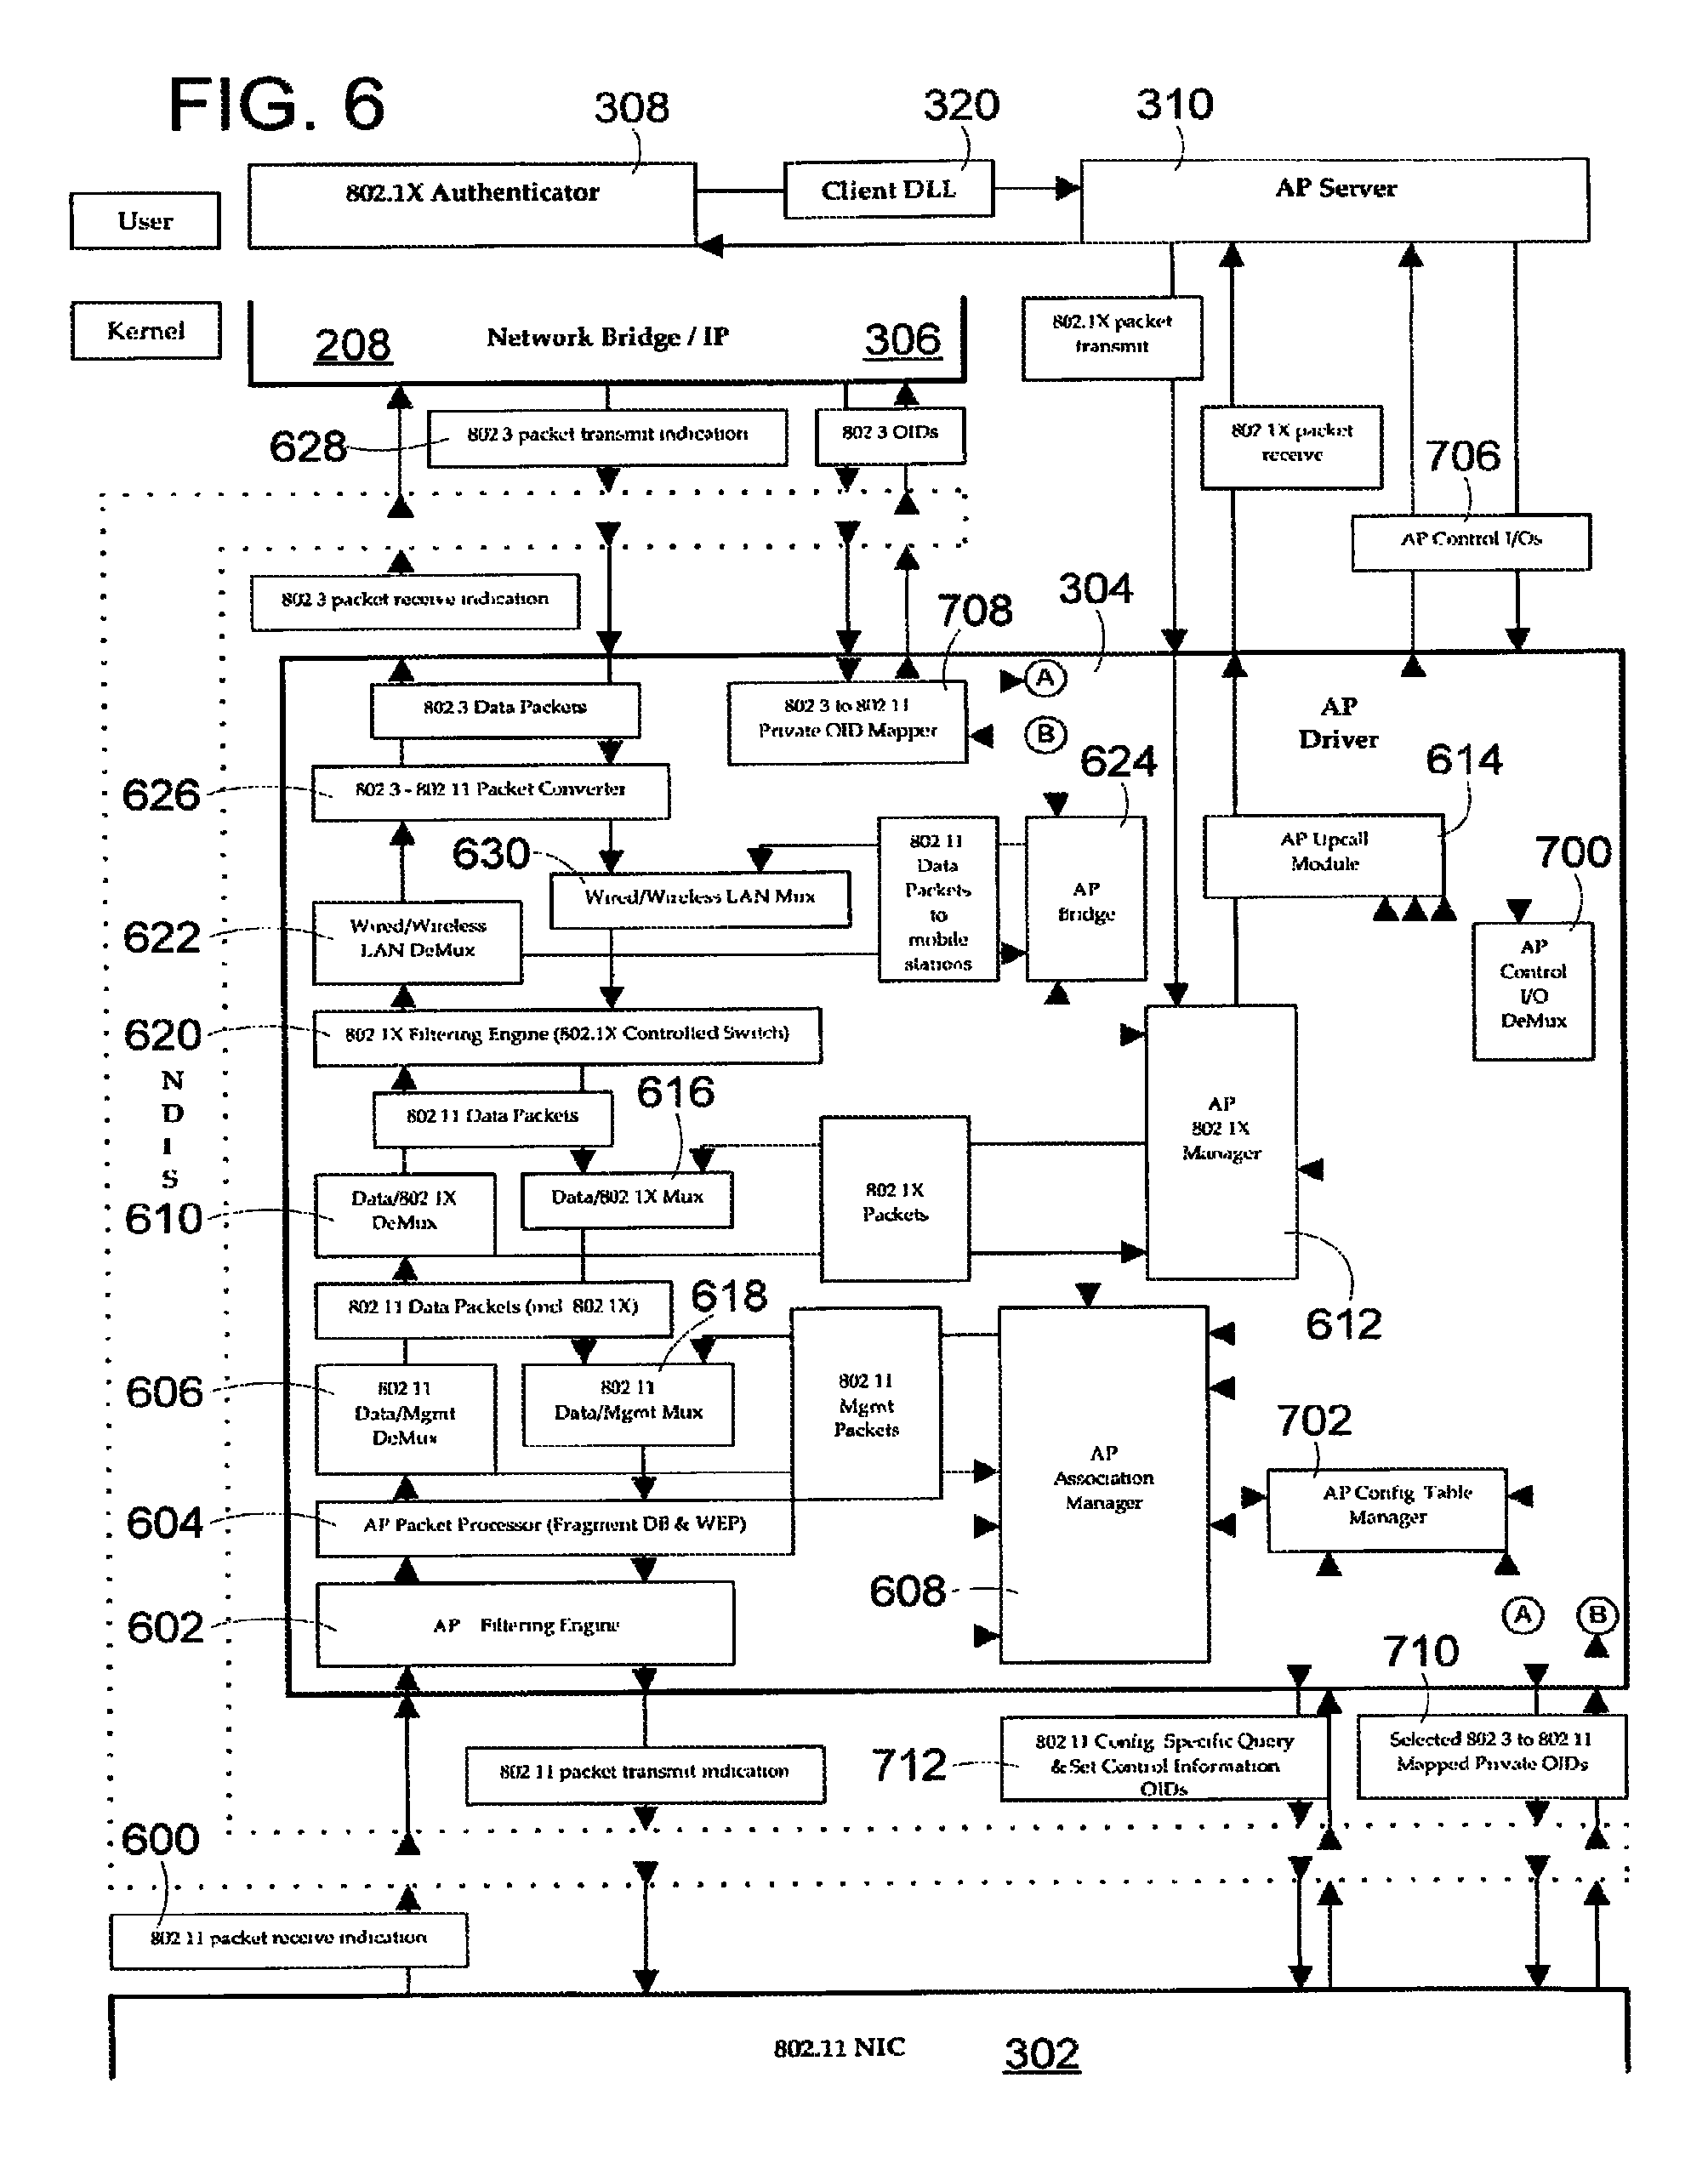 FIG. 6
308
320
310
802.1X Authenticator
Client DLL
AP Server
User
Kernel
208
Network Bridge / IP
306
802.1X packet
transmit
628
802 3 packet transmit indication
802 3 OIDs
802 1X packet
receive
706
AP Control I/Os
802 3 packet receive indication
708
304
802 3 Data Packets
802 3 to 802 11
Private OID Mapper
A
B
AP
Driver
626
802 3 - 802 11 Packet Converter
624
614
630
Wired/Wireless LAN Mux
802 11
Data
Packets
to
mobile
stations
AP
Bridge
AP Upcall
Module
700
622
Wired/Wireless
LAN DeMux
AP
Control
I/O
DeMux
620
802 1X Filtering Engine (802.1X Controlled Switch)
N
D
I
S
802 11 Data Packets
616
AP
802 1X
Manager
610
Data/802 1X
DeMux
Data/802 1X Mux
802 1X
Packets
802 11 Data Packets (incl 802 1X)
618
612
606
802 11
Data/Mgmt
DeMux
802 11
Data/Mgmt Mux
802 11
Mgmt
Packets
AP
Association
Manager
702
AP Config Table
Manager
604
AP Packet Processor (Fragment DB & WEP)
608
602
AP Filtering Engine
A
B
710
712
802 11 Config Specific Query
& Set Control Information
OIDs
Selected 802 3 to 802 11
Mapped Private OIDs
802 11 packet transmit indication
600
802 11 packet receive indication
802.11 NIC
302